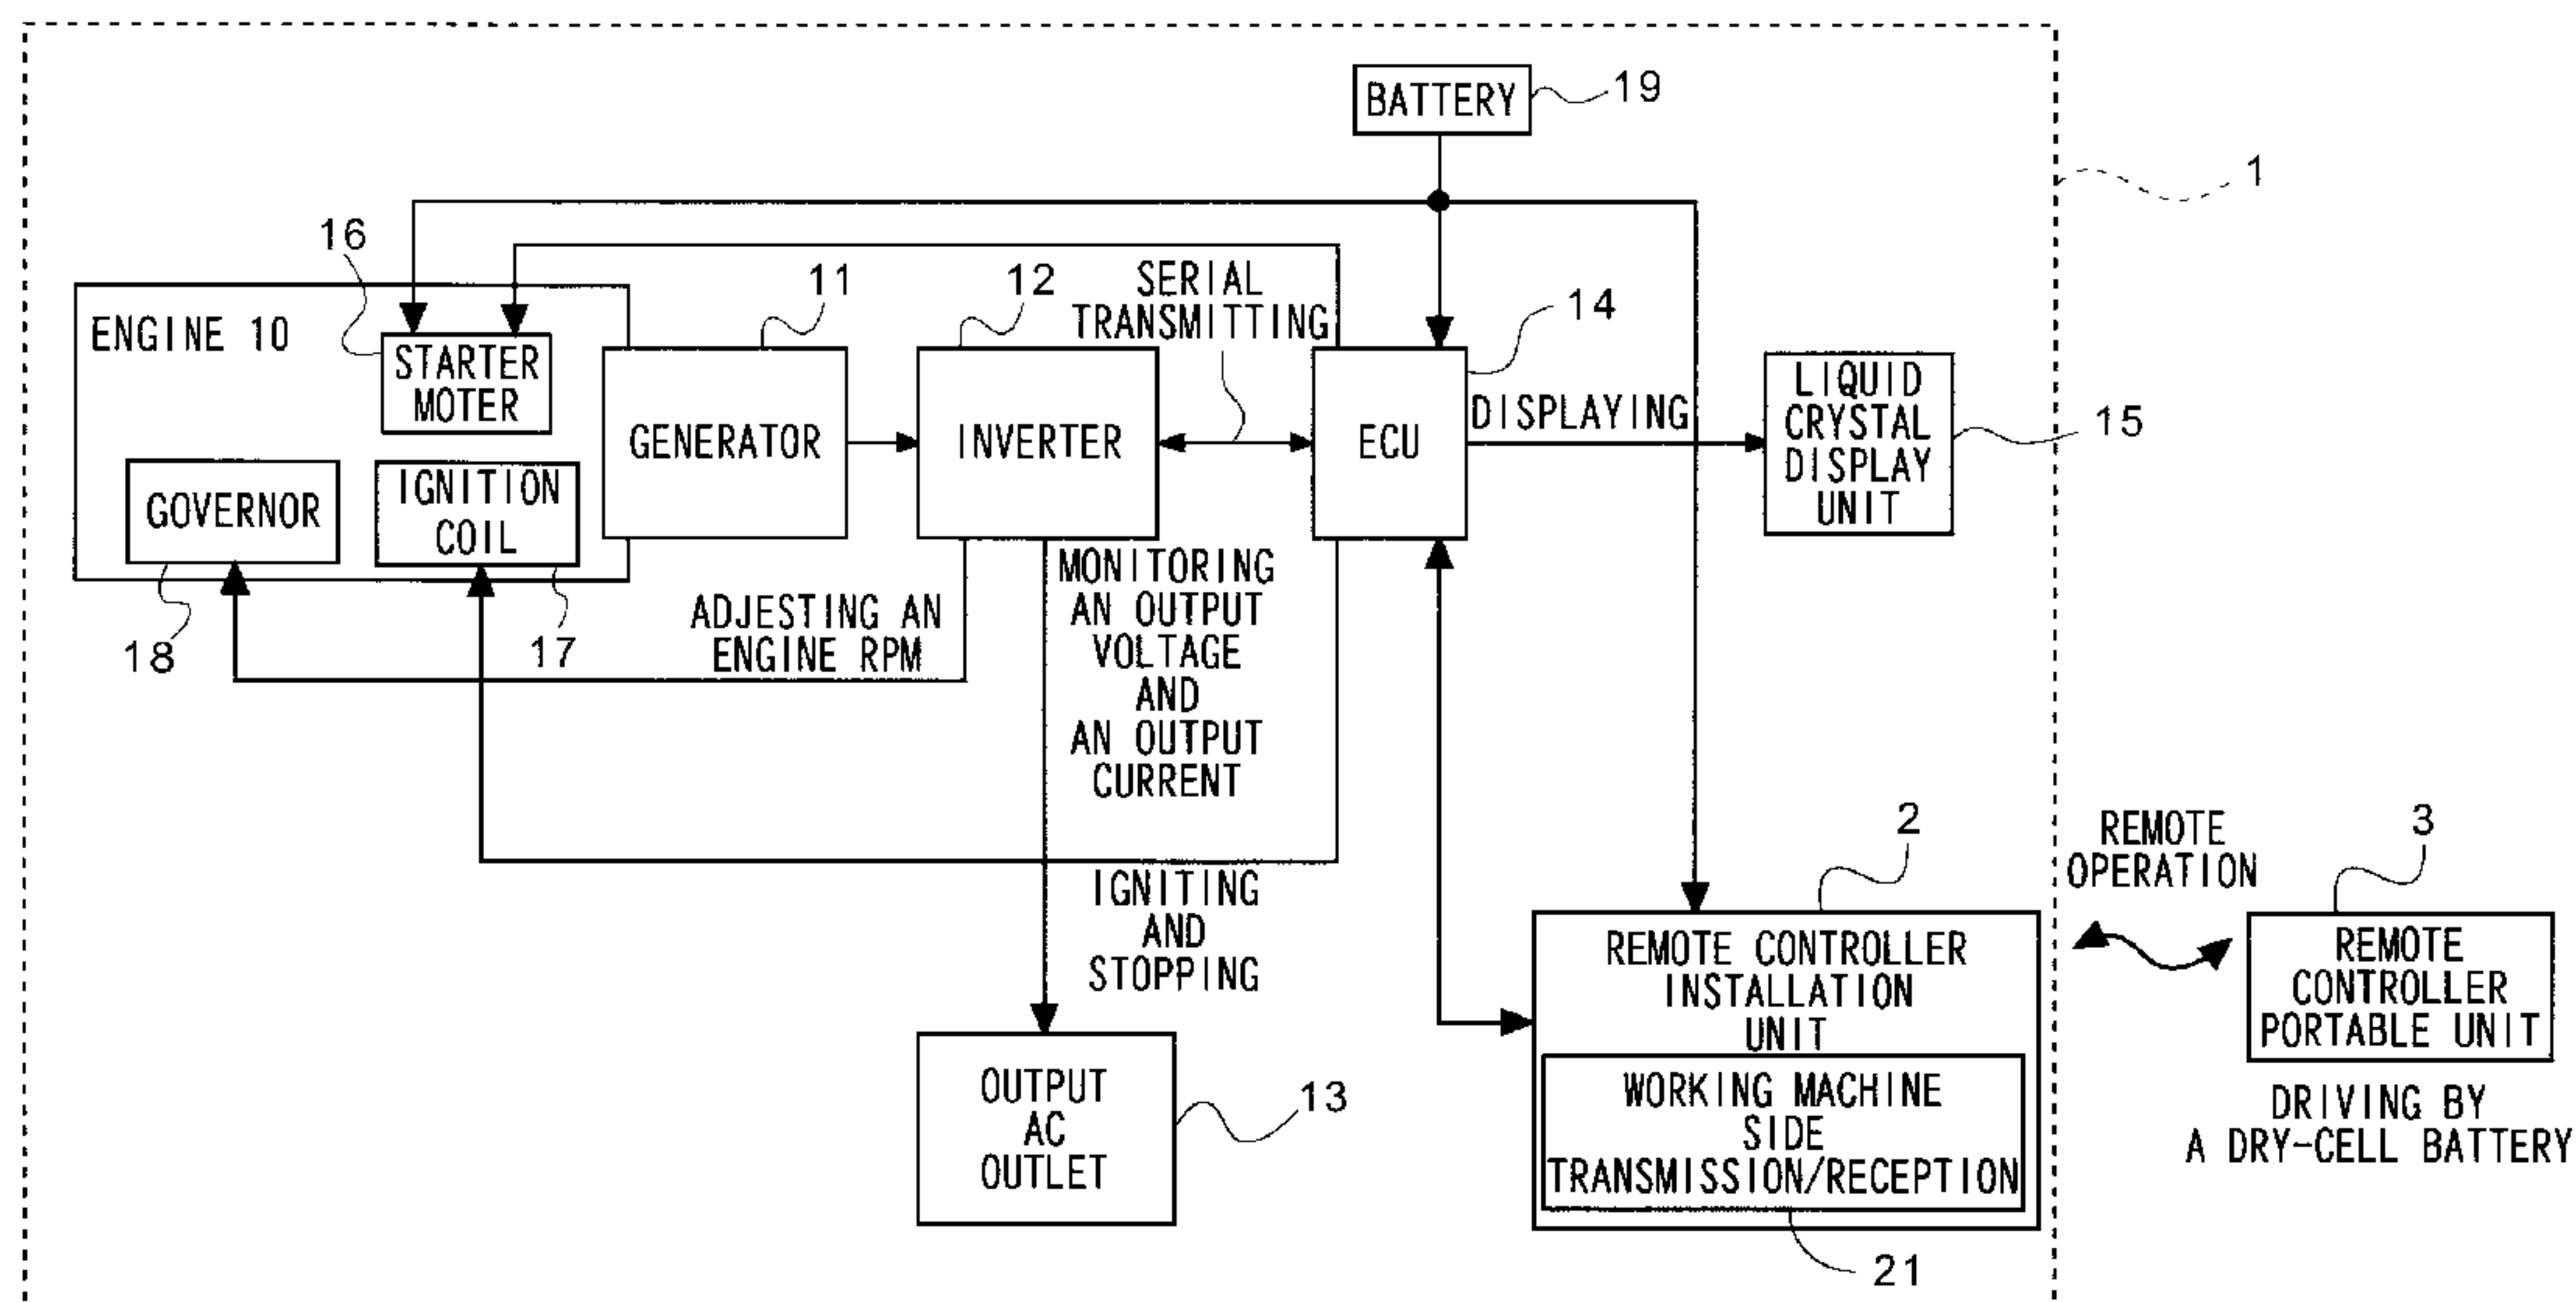 BATTERY
19
1
16
11
12
SERIAL
TRANSMITTING
14
ENGINE 10
STARTER
MOTER
GENERATOR
INVERTER
ECU
DISPLAYING
LIQUID
CRYSTAL
DISPLAY
UNIT
15
GOVERNOR
IGNITION
COIL
18
17
ADJESTING AN
ENGINE RPM
MONITORING
AN OUTPUT
VOLTAGE
AND
AN OUTPUT
CURRENT
IGNITING
AND
STOPPING
2
REMOTE
OPERATION
3
REMOTE CONTROLLER
INSTALLATION
UNIT
REMOTE
CONTROLLER
PORTABLE UNIT
OUTPUT
AC
OUTLET
13
WORKING MACHINE
SIDE
TRANSMISSION/RECEPTION
DRIVING BY
A DRY-CELL BATTERY
21